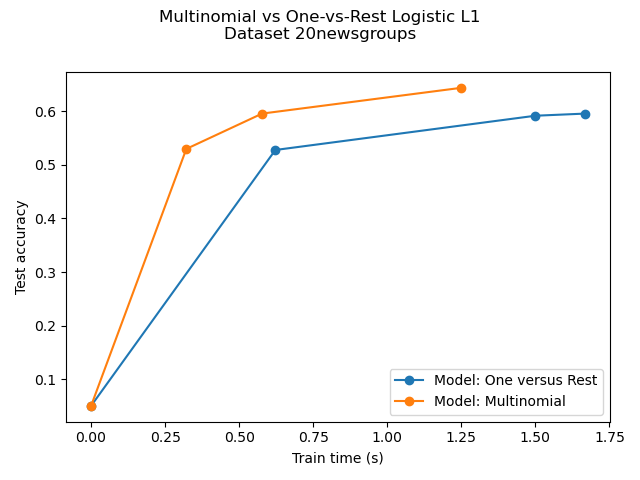 Multinomial vs One-vs-Rest Logistic L1
Dataset 20newsgroups
0.6
0.5
0.4
0.3
0.2
0.1
Test accuracy
Model: One versus Rest
Model: Multinomial
0.00 0.25 0.50 0.75 1.00 1.25 1.50 1.75
Train time (s)